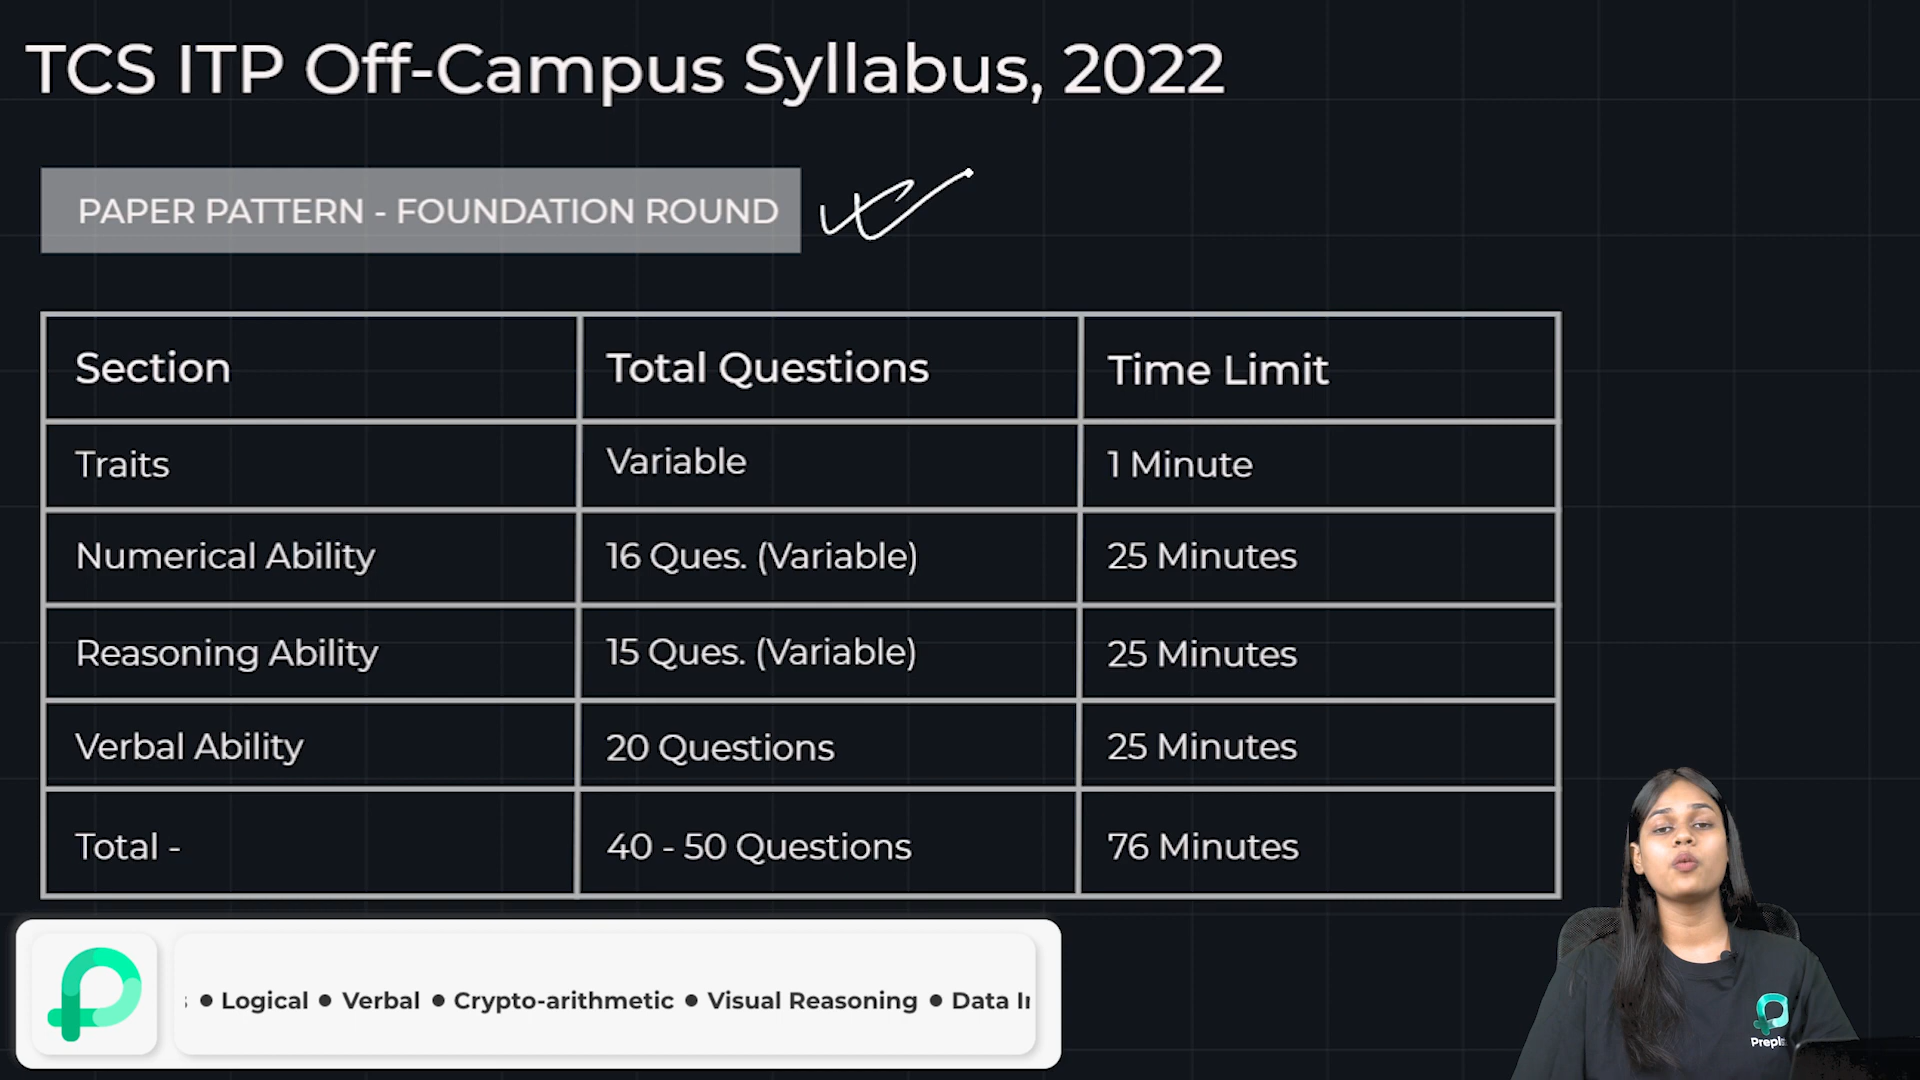 TCS ITP Off-Campus Syllabus, 2022
PAPER PATTERN - FOUNDATION ROUND
Section Total Questions Time Limit
Traits Variable 1 Minute
Numerical Ability 16 Ques. (Variable) 25 Minutes
Reasoning Ability 15 Ques. (Variable) 25 Minutes
Verbal Ability 20 Questions 25 Minutes
Total - 40 - 50 Questions 76 Minutes
• Logical • Verbal • Crypto-arithmetic • Visual Reasoning • Data